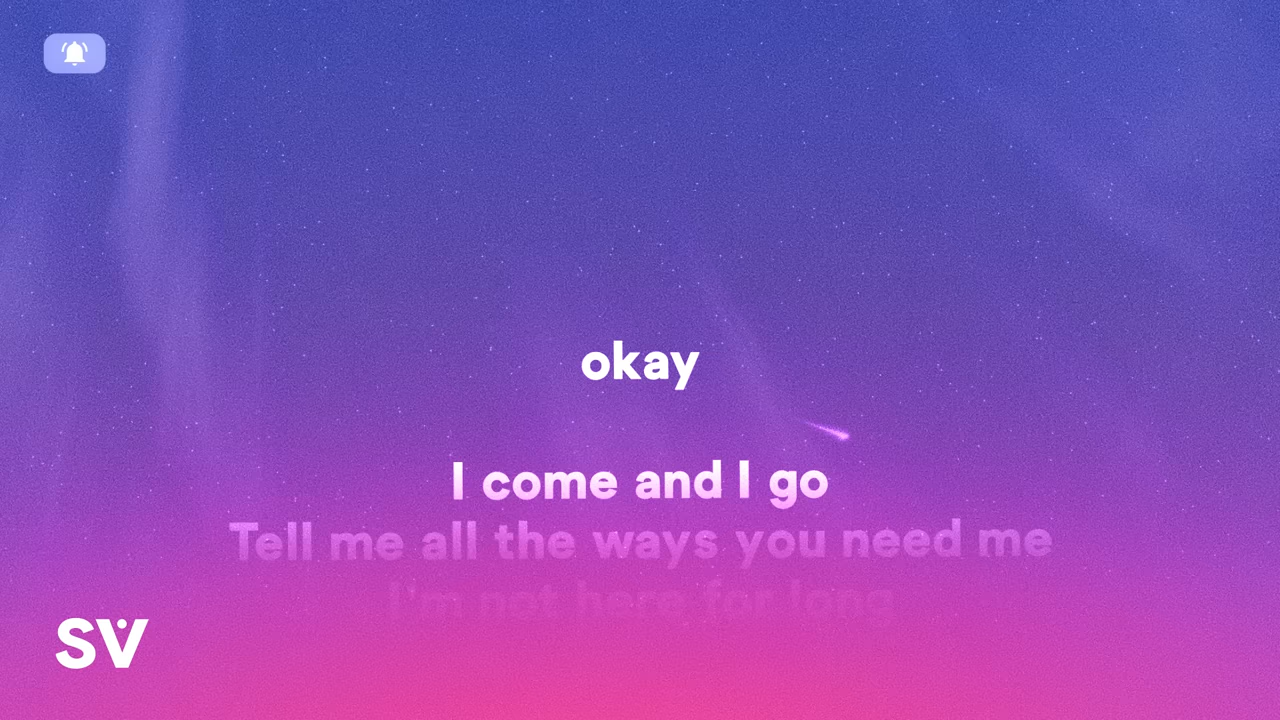 okay
I come and I go
Tell me all the ways you need me
I'm not here for long
SV